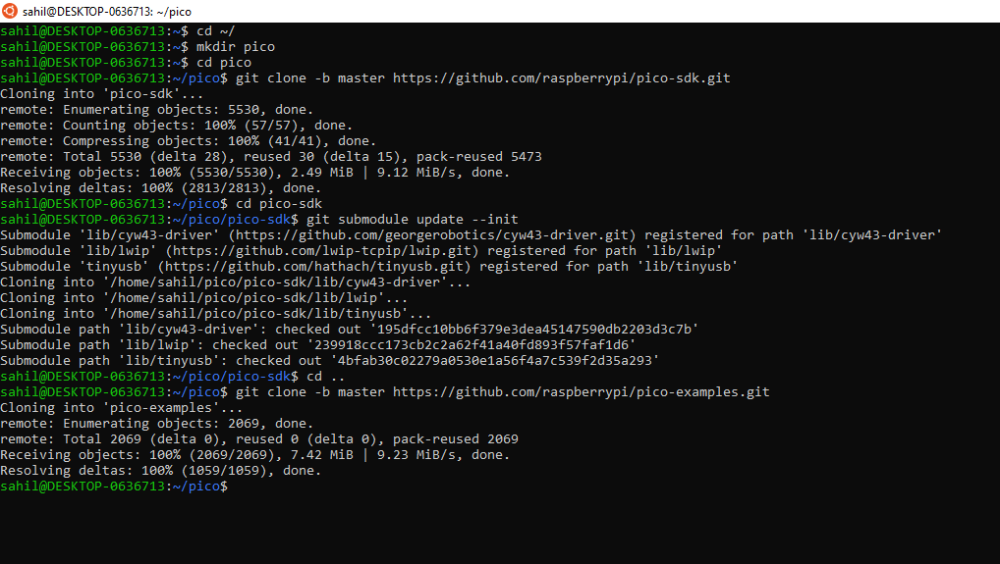 sahil@DESKTOP-0636713: ~/pico
sahil@DESKTOP-0636713:~$ cd ~/
sahil@DESKTOP-0636713:~$ mkdir pico
sahil@DESKTOP-0636713:~$ cd pico
sahil@DESKTOP-0636713:~/pico$ git clone -b master https://github.com/raspberrypi/pico-sdk.git
Cloning into 'pico-sdk'...
remote: Enumerating objects: 5530, done.
remote: Counting objects: 100% (57/57), done.
remote: Compressing objects: 100% (41/41), done.
remote: Total 5530 (delta 28), reused 30 (delta 15), pack-reused 5473
Receiving objects: 100% (5530/5530), 2.49 MiB | 9.12 MiB/s, done.
Resolving deltas: 100% (2813/2813), done.
sahil@DESKTOP-0636713:~/pico$ cd pico-sdk
sahil@DESKTOP-0636713:~/pico/pico-sdk$ git submodule update --init
Submodule 'lib/cyw43-driver' (https://github.com/georgerobotics/cyw43-driver.git) registered for path 'lib/cyw43-driver'
Submodule 'lib/lwip' (https://github.com/lwip-tcpip/lwip.git) registered for path 'lib/lwip'
Submodule 'tinyusb' (https://github.com/hathach/tinyusb.git) registered for path 'lib/tinyusb'
Cloning into '/home/sahil/pico/pico-sdk/lib/cyw43-driver'...
Cloning into '/home/sahil/pico/pico-sdk/lib/lwip'...
Cloning into '/home/sahil/pico/pico-sdk/lib/tinyusb'...
Submodule path 'lib/cyw43-driver': checked out '195dfcc10bb6f379e3dea45147590db2203d3c7b'
Submodule path 'lib/lwip': checked out '239918ccc173cb2c2a62f41a40fd893f57faf1d6'
Submodule path 'lib/tinyusb': checked out '4bfab30c02279a0530e1a56f4a7c539f2d35a293'
sahil@DESKTOP-0636713:~/pico/pico-sdk$ cd ..
sahil@DESKTOP-0636713:~/pico$ git clone -b master https://github.com/raspberrypi/pico-examples.git
Cloning into 'pico-examples'...
remote: Enumerating objects: 2069, done.
remote: Total 2069 (delta 0), reused 0 (delta 0), pack-reused 2069
Receiving objects: 100% (2069/2069), 7.42 MiB | 9.23 MiB/s, done.
Resolving deltas: 100% (1059/1059), done.
sahil@DESKTOP-0636713:~/pico$